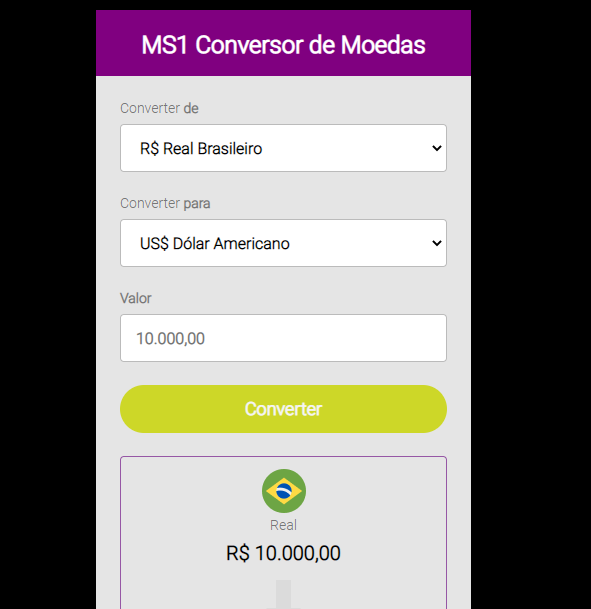 MS1 Conversor de Moedas
Converter de
R$ Real Brasileiro
Converter para
US$ Dólar Americano
Valor
10.000,00
Converter
Real
R$ 10.000,00